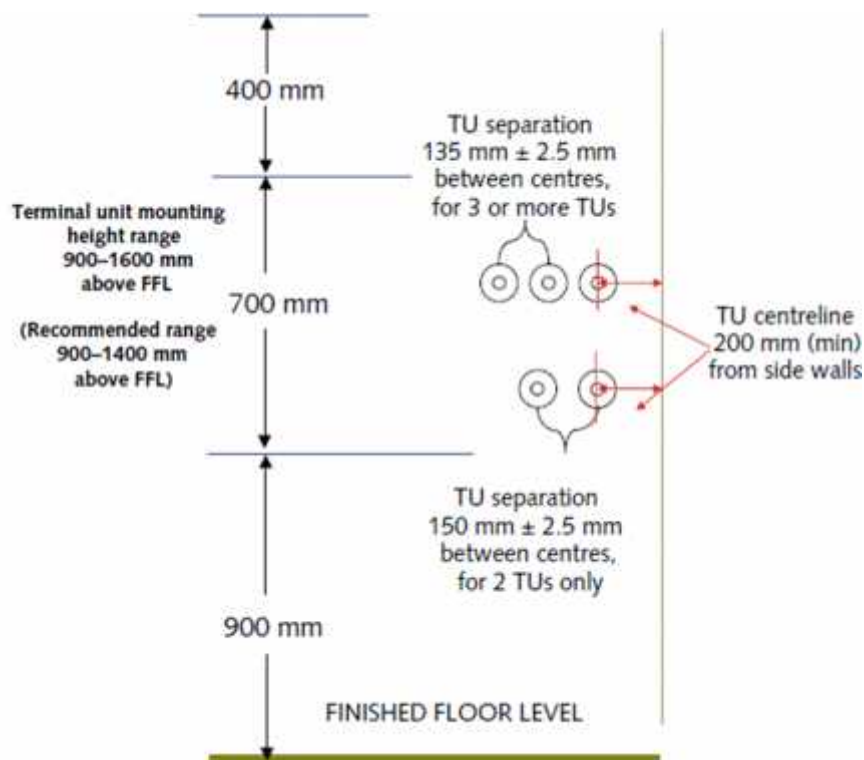 400 mm
TU separation
135 mm ± 2.5 mm
between centres,
for 3 or more TUs
Terminal unit mounting
height range
900–1600 mm
above FFL
(Recommended range
900–1400 mm
above FFL)
700 mm
TU centreline
200 mm (min)
from side walls
TU separation
150 mm ± 2.5 mm
between centres,
for 2 TUs only
900 mm
FINISHED FLOOR LEVEL